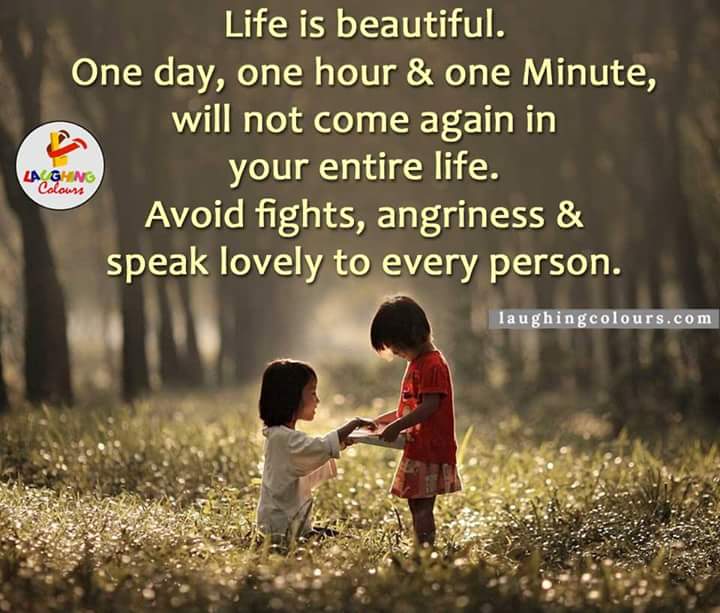 Life is beautiful.
One day, one hour & one Minute,
will not come again in
your entire life.
Avoid fights, angriness &
speak lovely to every person.
LAUGHING
Colours
laughingcolours.com